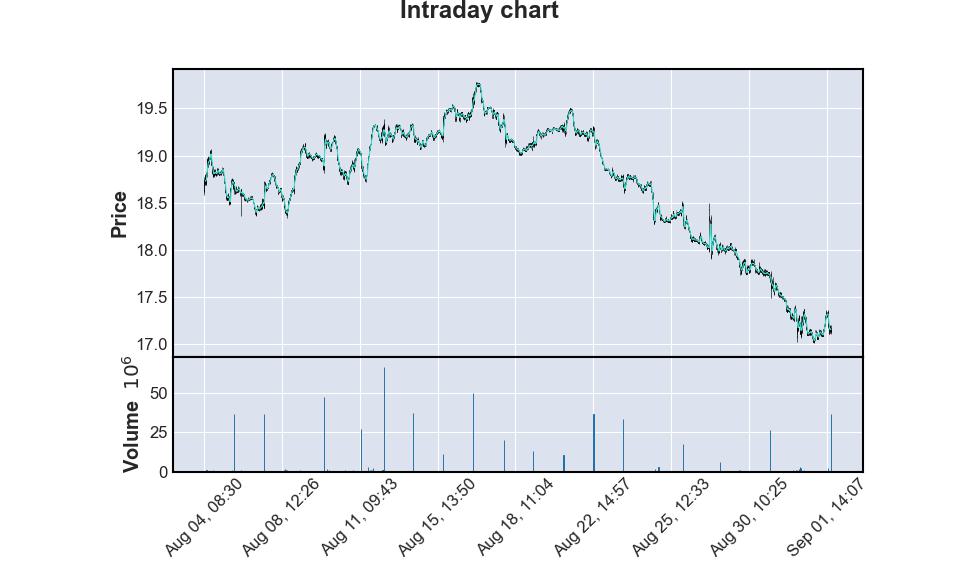 Intraday chart
Price
19.5
19.0
18.5
18.0
17.5
17.0
Volume 10^6
50
25
0
Aug 04, 08:30
Aug 08, 12:26
Aug 11, 09:43
Aug 15, 13:50
Aug 18, 11:04
Aug 22, 14:57
Aug 25, 12:33
Aug 30, 10:25
Sep 01, 14:07